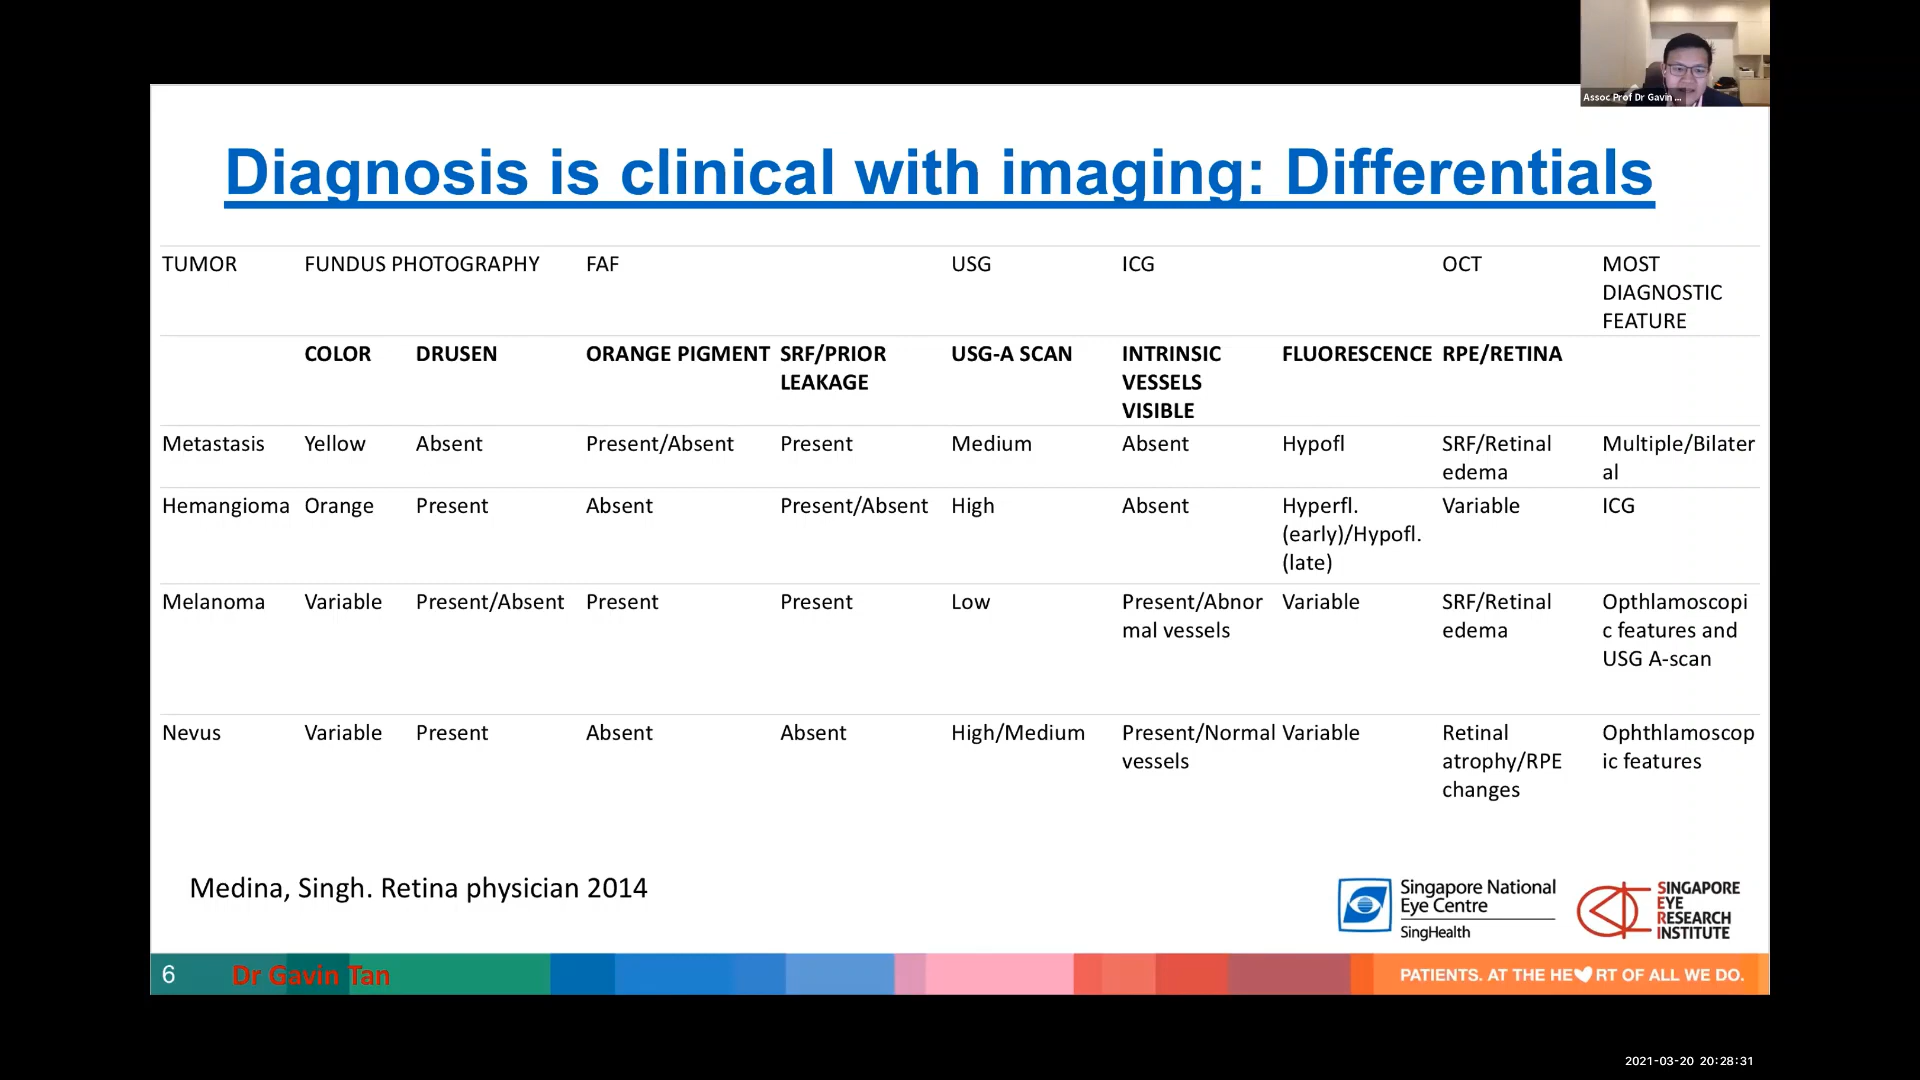 Assoc Prof Dr Gavin ...
Diagnosis is clinical with imaging: Differentials
TUMOR FUNDUS PHOTOGRAPHY FAF USG ICG OCT MOST
DIAGNOSTIC
FEATURE
COLOR DRUSEN ORANGE PIGMENT SRF/PRIOR USG-A SCAN INTRINSIC FLUORESCENCE RPE/RETINA
LEAKAGE VESSELS
VISIBLE
Metastasis Yellow Absent Present/Absent Present Medium Absent Hypofl SRF/Retinal Multiple/Bilater
edema al
Hemangioma Orange Present Absent Present/Absent High Absent Hyperfl. Variable ICG
(early)/Hypofl.
(late)
Melanoma Variable Present/Absent Present Present Low Present/Abnor Variable SRF/Retinal Opthlamoscopi
mal vessels edema c features and
USG A-scan
Nevus Variable Present Absent Absent High/Medium Present/Normal Variable Retinal Ophthlamoscop
vessels atrophy/RPE ic features
changes
Medina, Singh. Retina physician 2014
Singapore National
Eye Centre
SingHealth
SINGAPORE
EYE
RESEARCH
INSTITUTE
6 Dr Gavin Tan PATIENTS. AT THE HE♥RT OF ALL WE DO.
2021-03-20 20:28:31